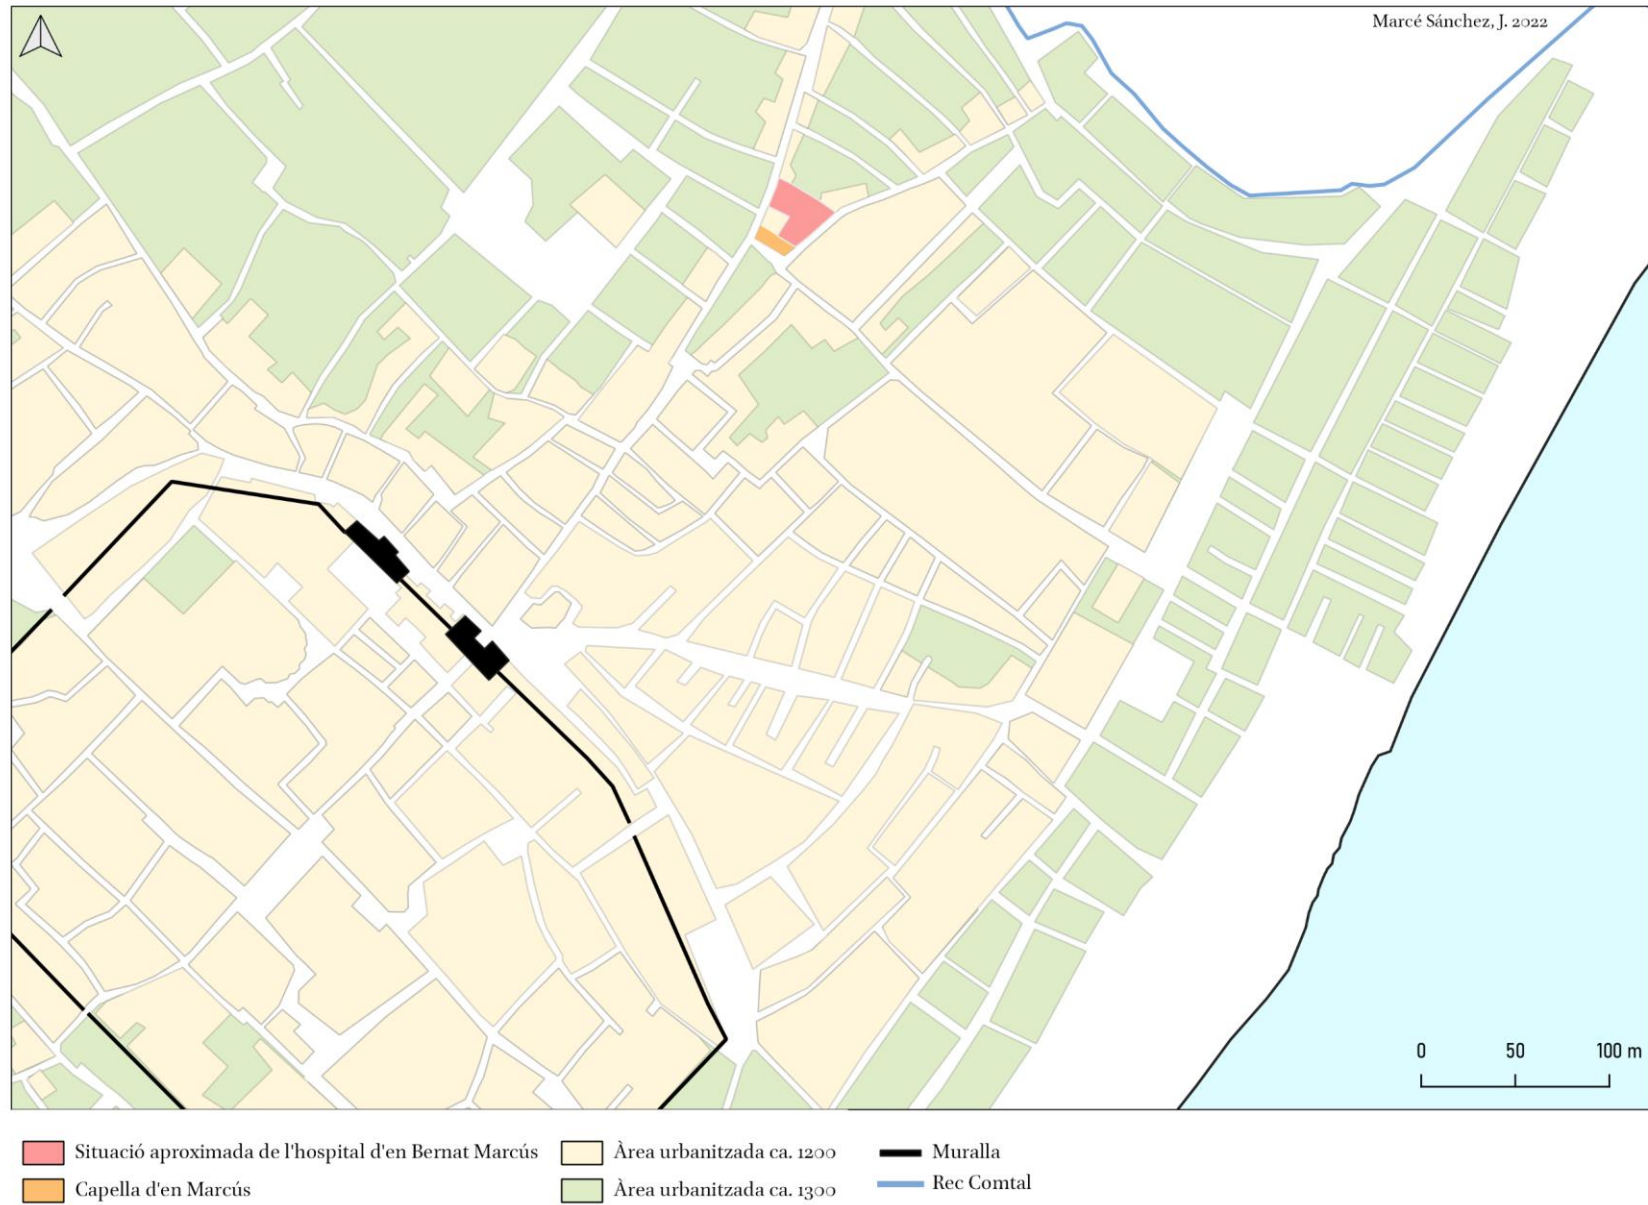 Marcé Sánchez, J. 2022
0 50 100 m
Situació aproximada de l'hospital d'en Bernat Marcús
Capella d'en Marcús
Àrea urbanitzada ca. 1200
Àrea urbanitzada ca. 1300
Muralla
Rec Comtal